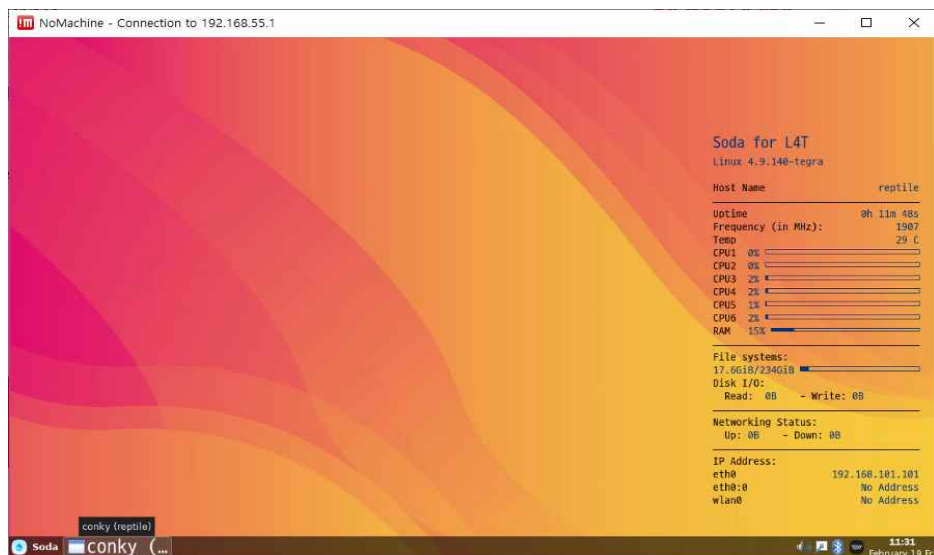 NoMachine - Connection to 192.168.55.1
Soda for L4T
Linux 4.9.140-tegra
Host Name reptile
Uptime 0h 11m 48s
Frequency (in MHz): 1907
Temp 29 C
CPU1 0%
CPU2 0%
CPU3 2%
CPU4 2%
CPU5 1%
CPU6 2%
RAM 15%
File systems:
17.6GiB/234GiB
Disk I/O:
Read: 0B - Write: 0B
Networking Status:
Up: 0B - Down: 0B
IP Address:
eth0 192.168.101.101
eth0:0 No Address
wlan0 No Address
conky (reptile)
Soda conky (... 11:31
February 19 Fr